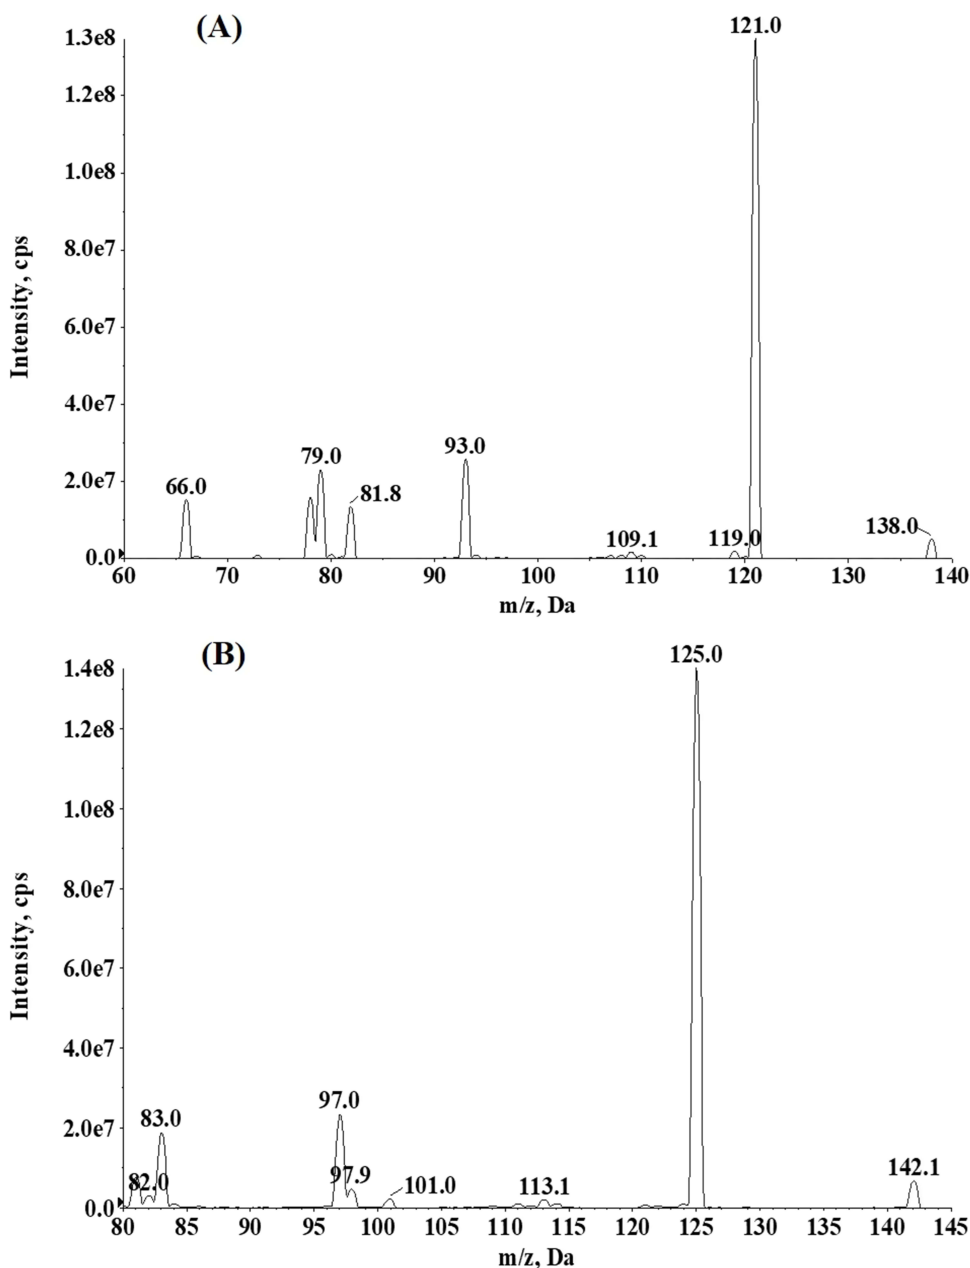 (A)
121.0
1.3e8
1.2e8
1.0e8
8.0e7
6.0e7
4.0e7
2.0e7
0.0
Intensity, cps
66.0
79.0
81.8
93.0
109.1
119.0
138.0
60 70 80 90 100 110 120 130 140
m/z, Da
(B)
125.0
1.4e8
1.2e8
1.0e8
8.0e7
6.0e7
4.0e7
2.0e7
0.0
Intensity, cps
83.0
82.0
97.0
97.9
101.0
113.1
142.1
80 85 90 95 100 105 110 115 120 125 130 135 140 145
m/z, Da